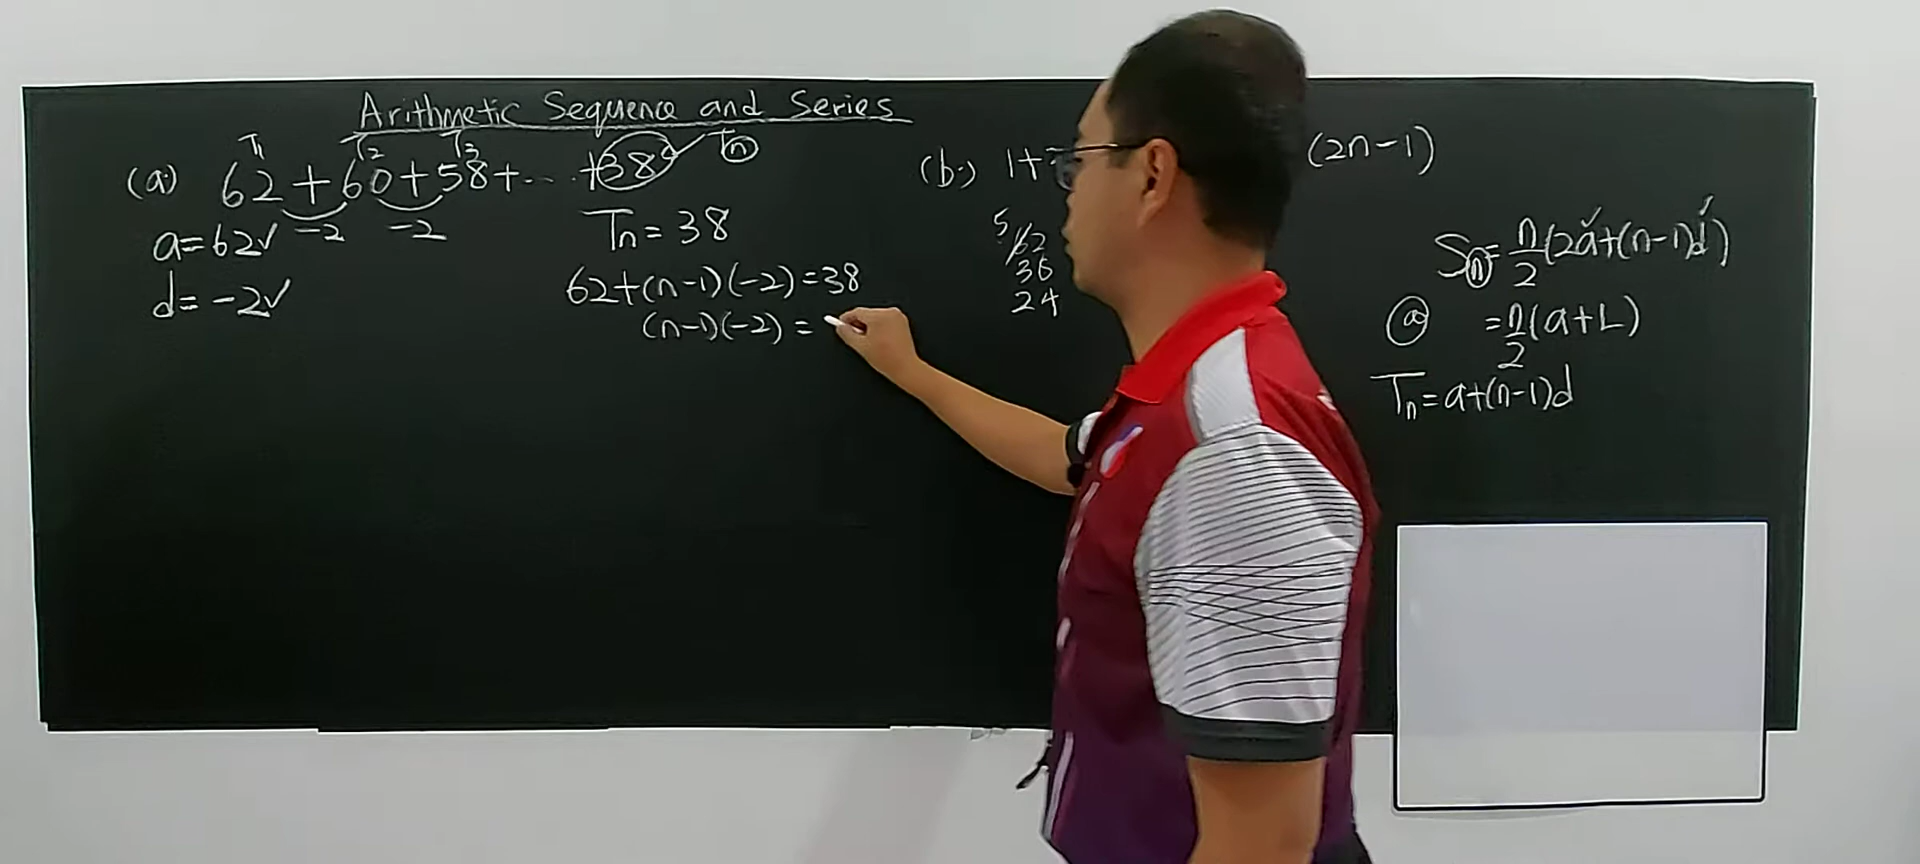 Arithmetic Sequence and Series
T1 T2 T3 Tn
(a) 62+60+58+...+38
-2 -2
a=62✓
d=-2✓
Tn=38
62+(n-1)(-2)=38
(n-1)(-2)=
(b) 1+
(2n-1)
5
62
36
24
Sn=n/2(2a+(n-1)d)
(a) =n/2(a+L)
Tn=a+(n-1)d